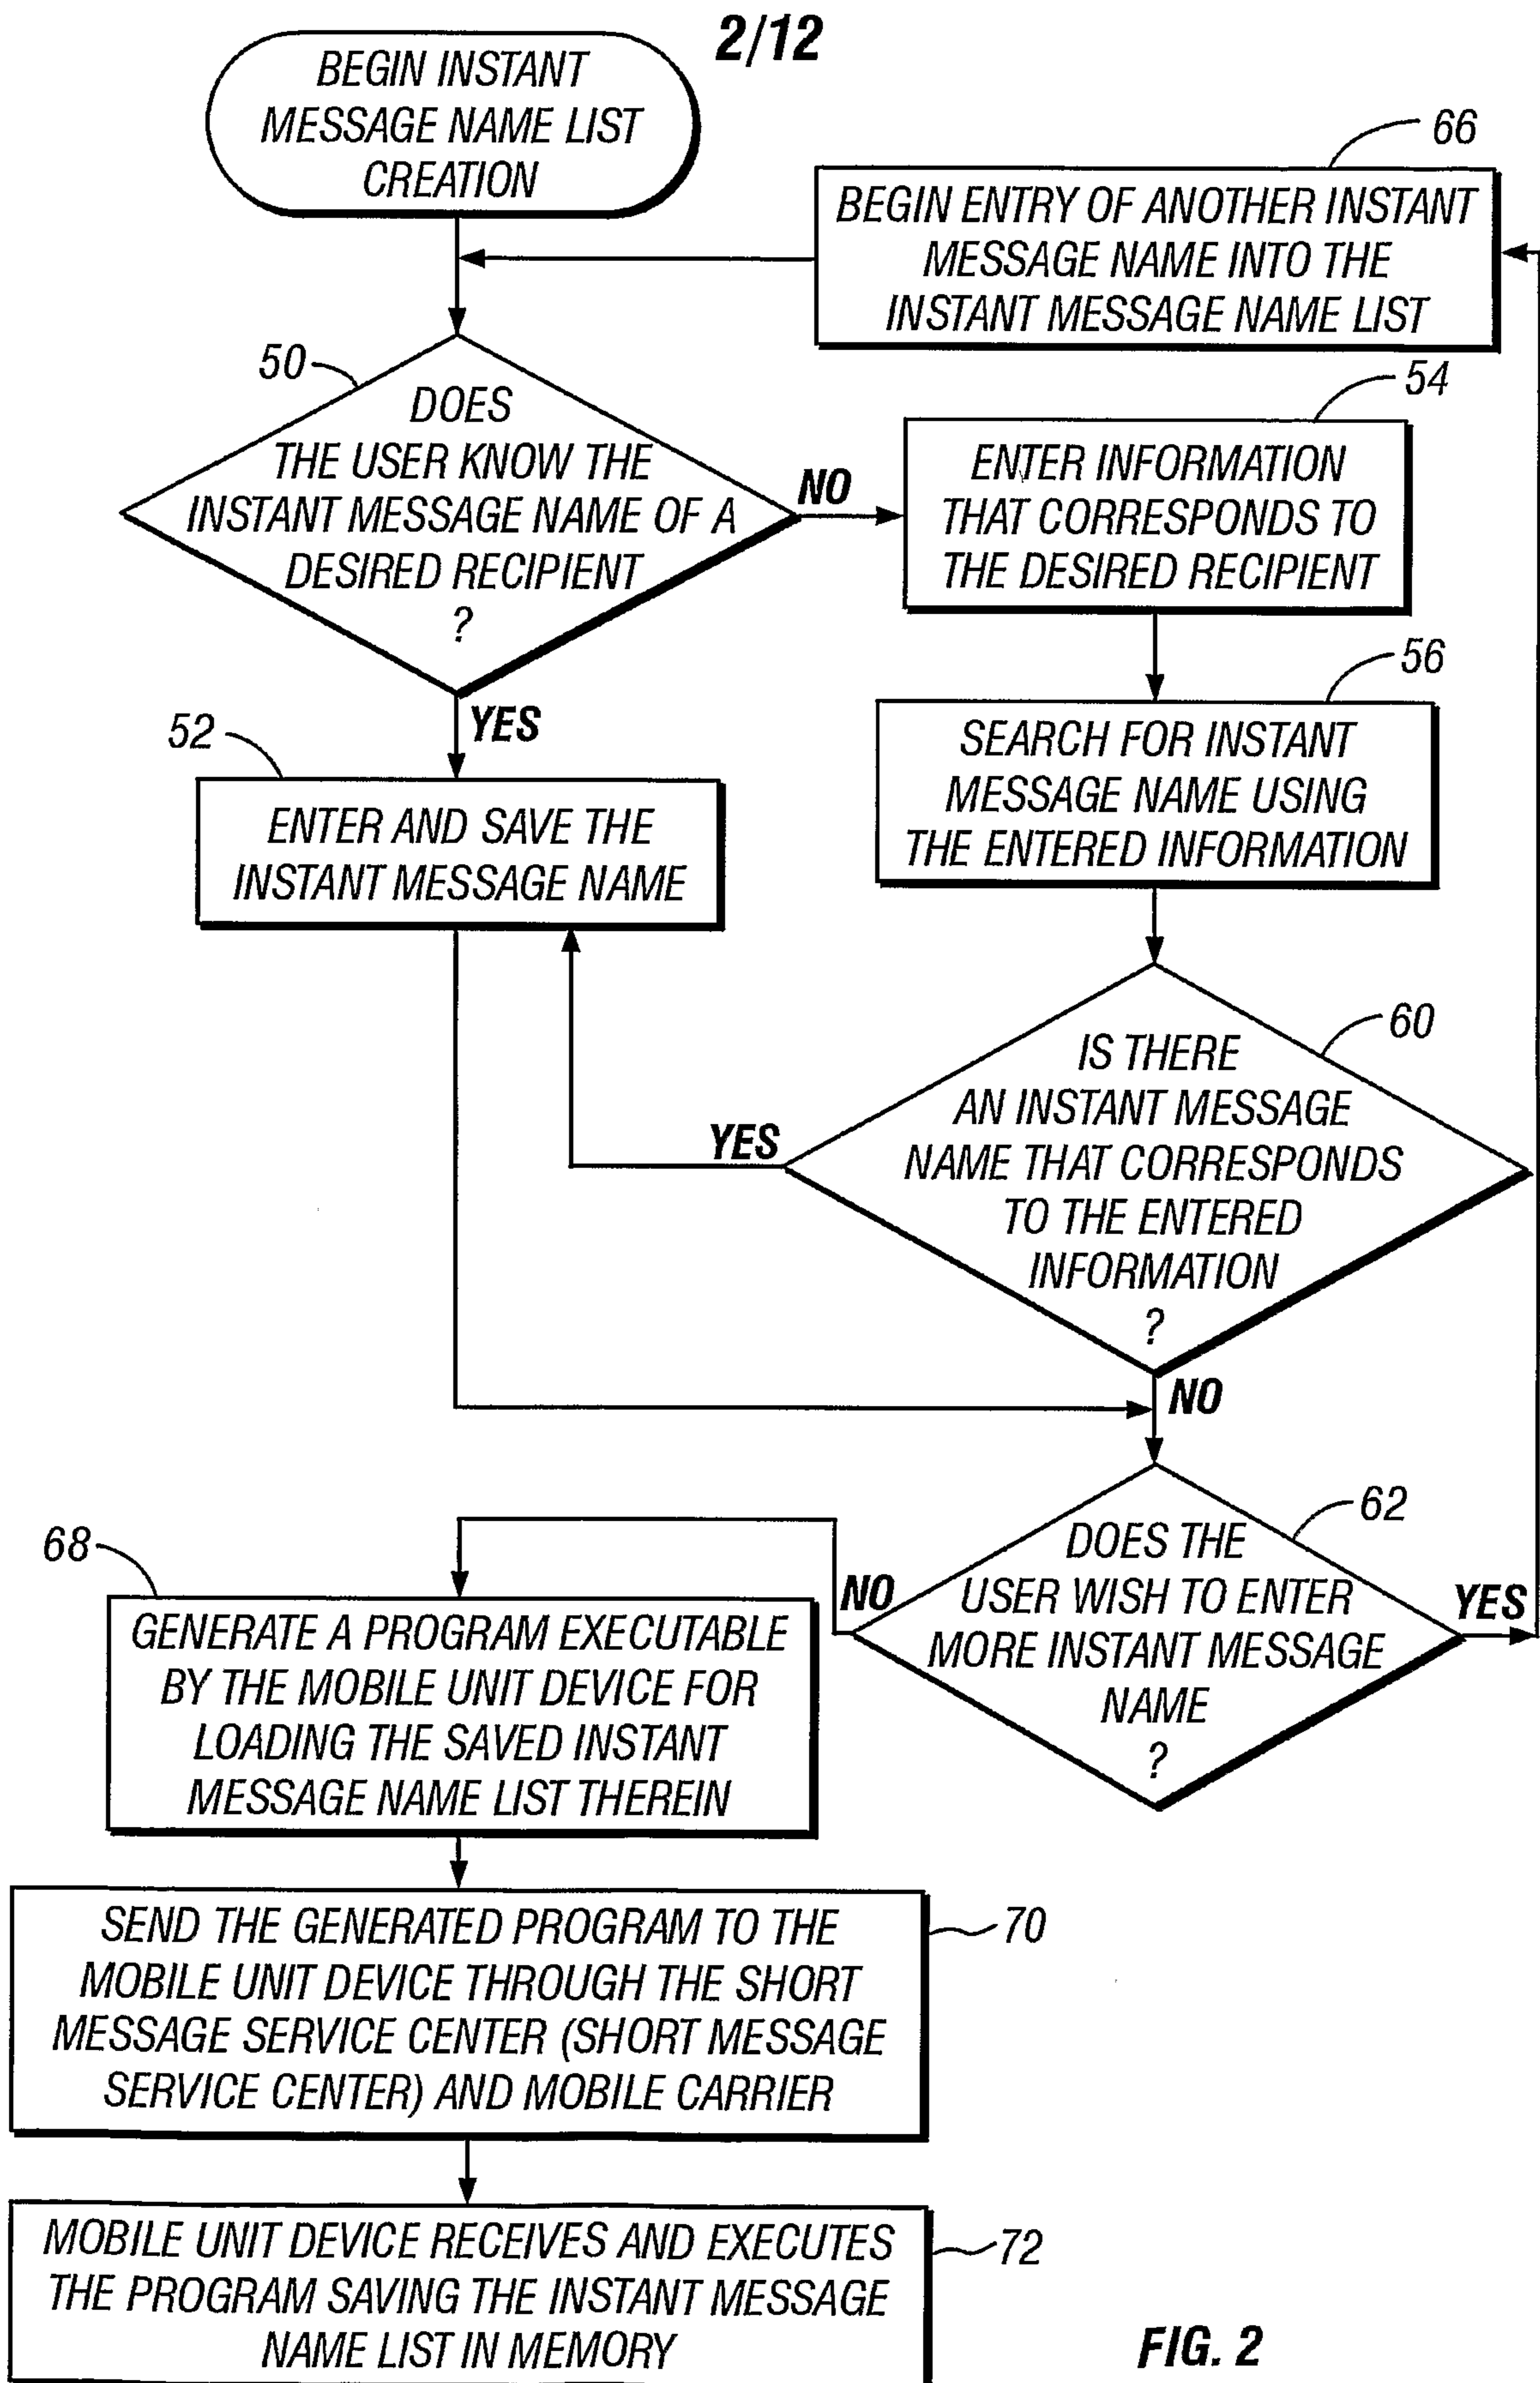 2/12
BEGIN INSTANT
MESSAGE NAME LIST
CREATION
66
BEGIN ENTRY OF ANOTHER INSTANT
MESSAGE NAME INTO THE
INSTANT MESSAGE NAME LIST
50
DOES
THE USER KNOW THE
INSTANT MESSAGE NAME OF A
DESIRED RECIPIENT
?
NO
54
ENTER INFORMATION
THAT CORRESPONDS TO
THE DESIRED RECIPIENT
YES
52
ENTER AND SAVE THE
INSTANT MESSAGE NAME
56
SEARCH FOR INSTANT
MESSAGE NAME USING
THE ENTERED INFORMATION
60
IS THERE
AN INSTANT MESSAGE
NAME THAT CORRESPONDS
TO THE ENTERED
INFORMATION
?
YES
NO
62
DOES THE
USER WISH TO ENTER
MORE INSTANT MESSAGE
NAME
?
NO
YES
68
GENERATE A PROGRAM EXECUTABLE
BY THE MOBILE UNIT DEVICE FOR
LOADING THE SAVED INSTANT
MESSAGE NAME LIST THEREIN
SEND THE GENERATED PROGRAM TO THE
MOBILE UNIT DEVICE THROUGH THE SHORT
MESSAGE SERVICE CENTER (SHORT MESSAGE
SERVICE CENTER) AND MOBILE CARRIER
70
MOBILE UNIT DEVICE RECEIVES AND EXECUTES
THE PROGRAM SAVING THE INSTANT MESSAGE
NAME LIST IN MEMORY
72
FIG. 2